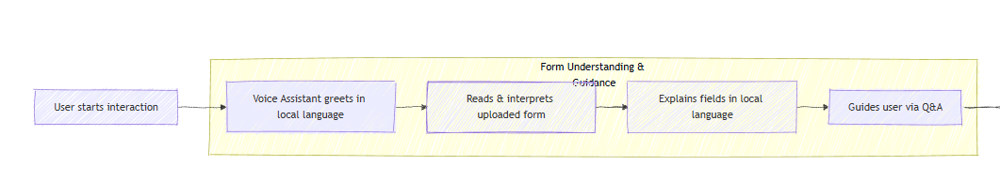 Form Understanding &
Guidance
User starts interaction
Voice Assistant greets in
local language
Reads & interprets
uploaded form
Explains fields in local
language
Guides user via Q&A